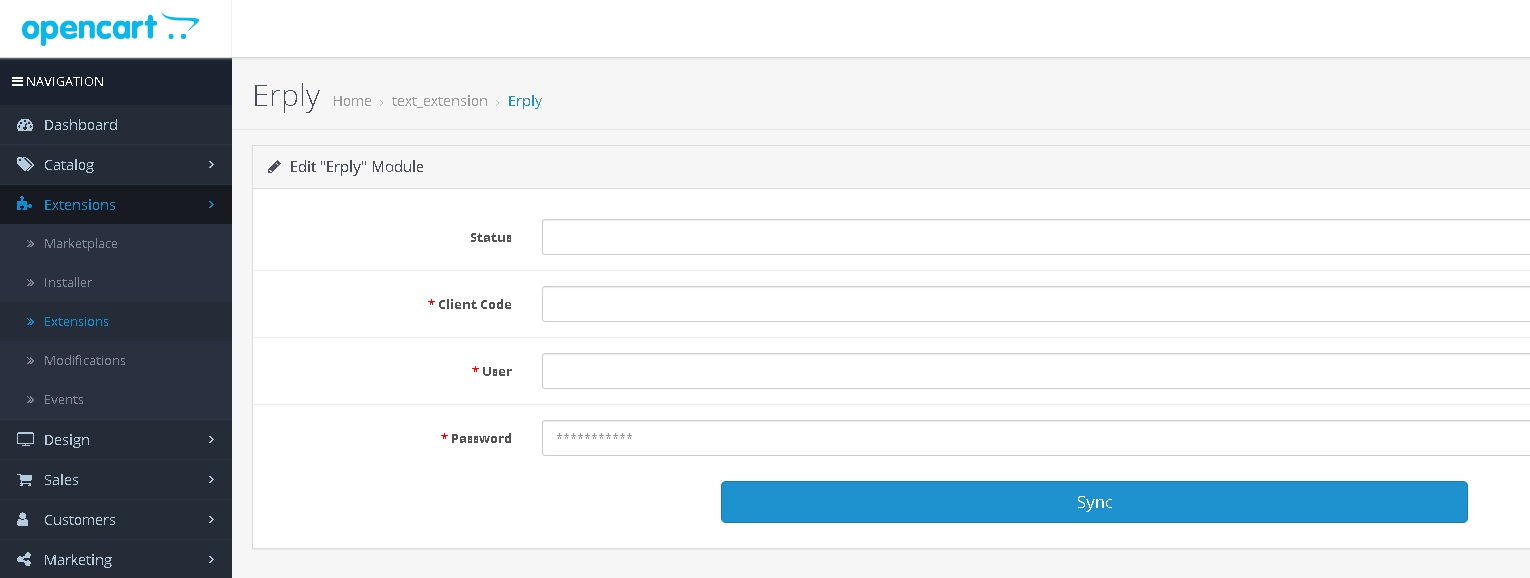 opencart
NAVIGATION
Dashboard
Catalog
Extensions
Marketplace
Installer
Extensions
Modifications
Events
Design
Sales
Customers
Marketing
Erply Home › text_extension › Erply
Edit "Erply" Module
Status
* Client Code
* User
* Password ***********
Sync